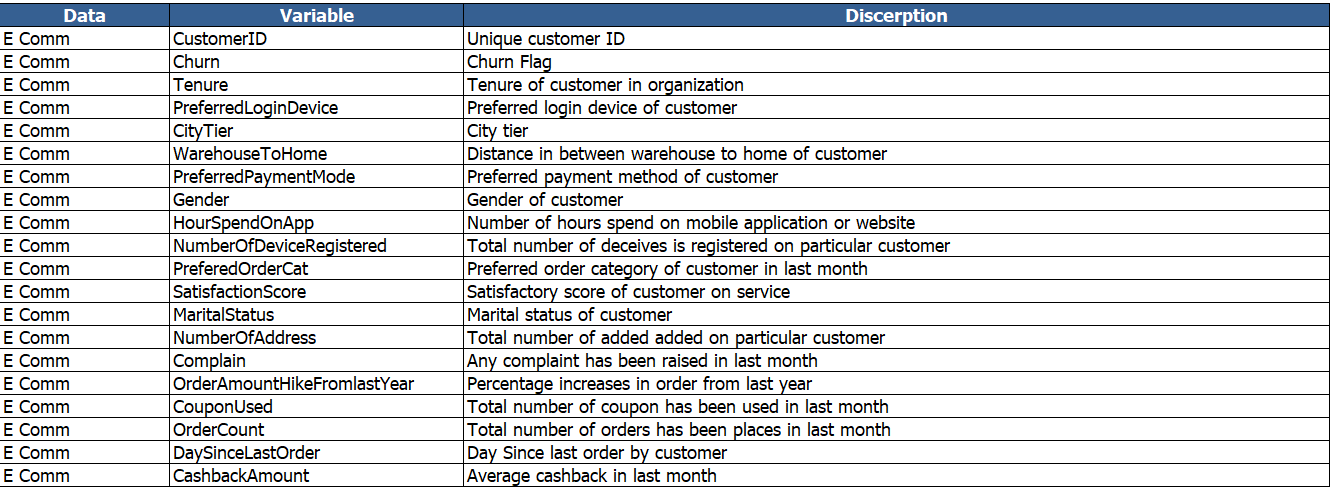 Data Variable Discerption
E Comm CustomerID Unique customer ID
E Comm Churn Churn Flag
E Comm Tenure Tenure of customer in organization
E Comm PreferredLoginDevice Preferred login device of customer
E Comm CityTier City tier
E Comm WarehouseToHome Distance in between warehouse to home of customer
E Comm PreferredPaymentMode Preferred payment method of customer
E Comm Gender Gender of customer
E Comm HourSpendOnApp Number of hours spend on mobile application or website
E Comm NumberOfDeviceRegistered Total number of deceives is registered on particular customer
E Comm PreferedOrderCat Preferred order category of customer in last month
E Comm SatisfactionScore Satisfactory score of customer on service
E Comm MaritalStatus Marital status of customer
E Comm NumberOfAddress Total number of added added on particular customer
E Comm Complain Any complaint has been raised in last month
E Comm OrderAmountHikeFromlastYear Percentage increases in order from last year
E Comm CouponUsed Total number of coupon has been used in last month
E Comm OrderCount Total number of orders has been places in last month
E Comm DaySinceLastOrder Day Since last order by customer
E Comm CashbackAmount Average cashback in last month